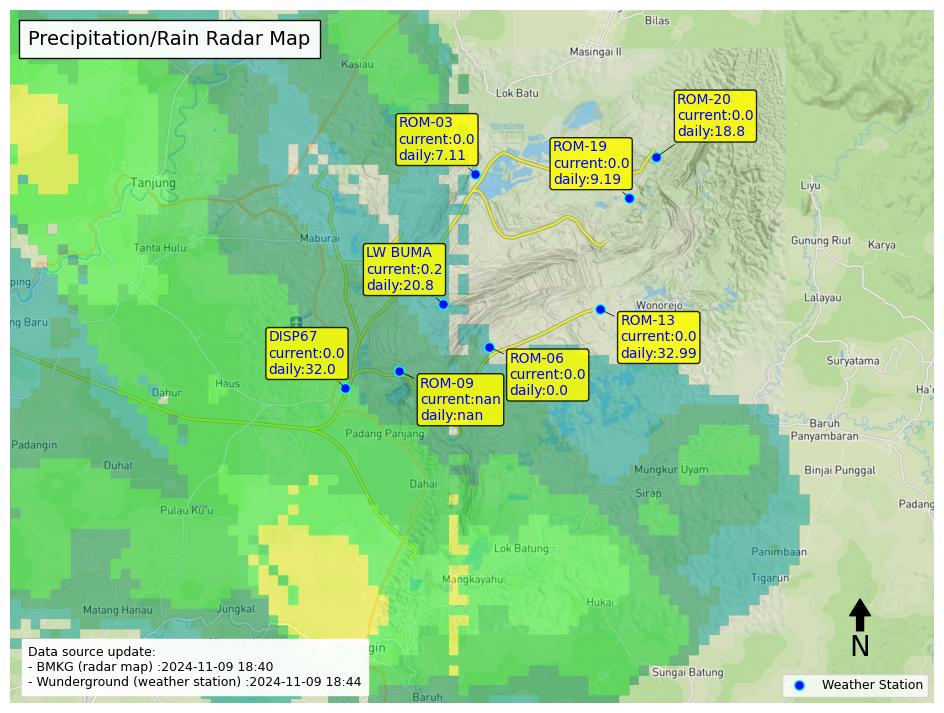 Precipitation/Rain Radar Map
Bilas
Masingai II
Kasiau
Lok Batu
ROM-20
current:0.0
daily:18.8
ROM-03
current:0.0
daily:7.11
ROM-19
current:0.0
daily:9.19
Tanjung
Liyu
Maburai
Tanta Hulu
Gunung Riut
Karya
LW BUMA
current:0.2
daily:20.8
ping
Lalayau
Wonorejo
ng Baru
ROM-13
current:0.0
daily:32.99
DISP67
current:0.0
daily:32.0
ROM-06
current:0.0
daily:0.0
Suryatama
Haus
Dahur
ROM-09
current:nan
daily:nan
Ha'
Padang Panjang
Baruh
Panyambaran
Padangin
Duhat
Mungkur Uyam
Binjai Punggal
Dahai
Sirap
Padang
Pulau Ku'u
Lok Batung
Panimbaan
Mangkayahu
Tigarun
Hukai
Matang Hanau
Jungkal
N
gin
Data source update:
- BMKG (radar map) :2024-11-09 18:40
- Wunderground (weather station) :2024-11-09 18:44
Sungai Batung
Weather Station
Baruh